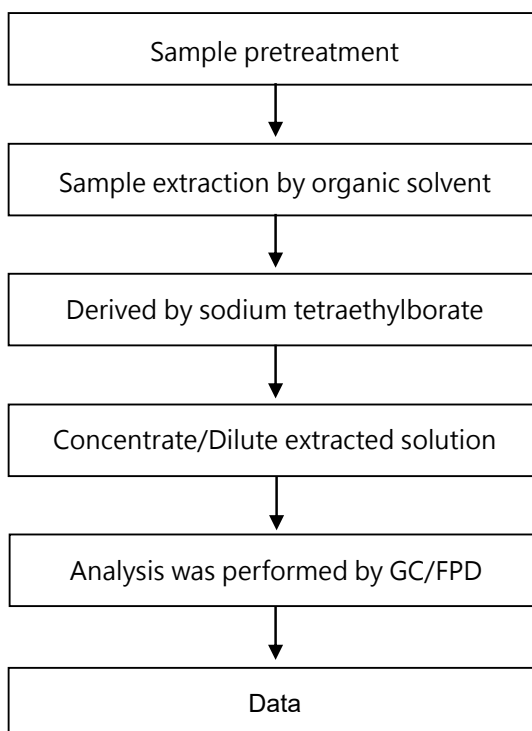 Sample pretreatment
Sample extraction by organic solvent
Derived by sodium tetraethylborate
Concentrate/Dilute extracted solution
Analysis was performed by GC/FPD
Data